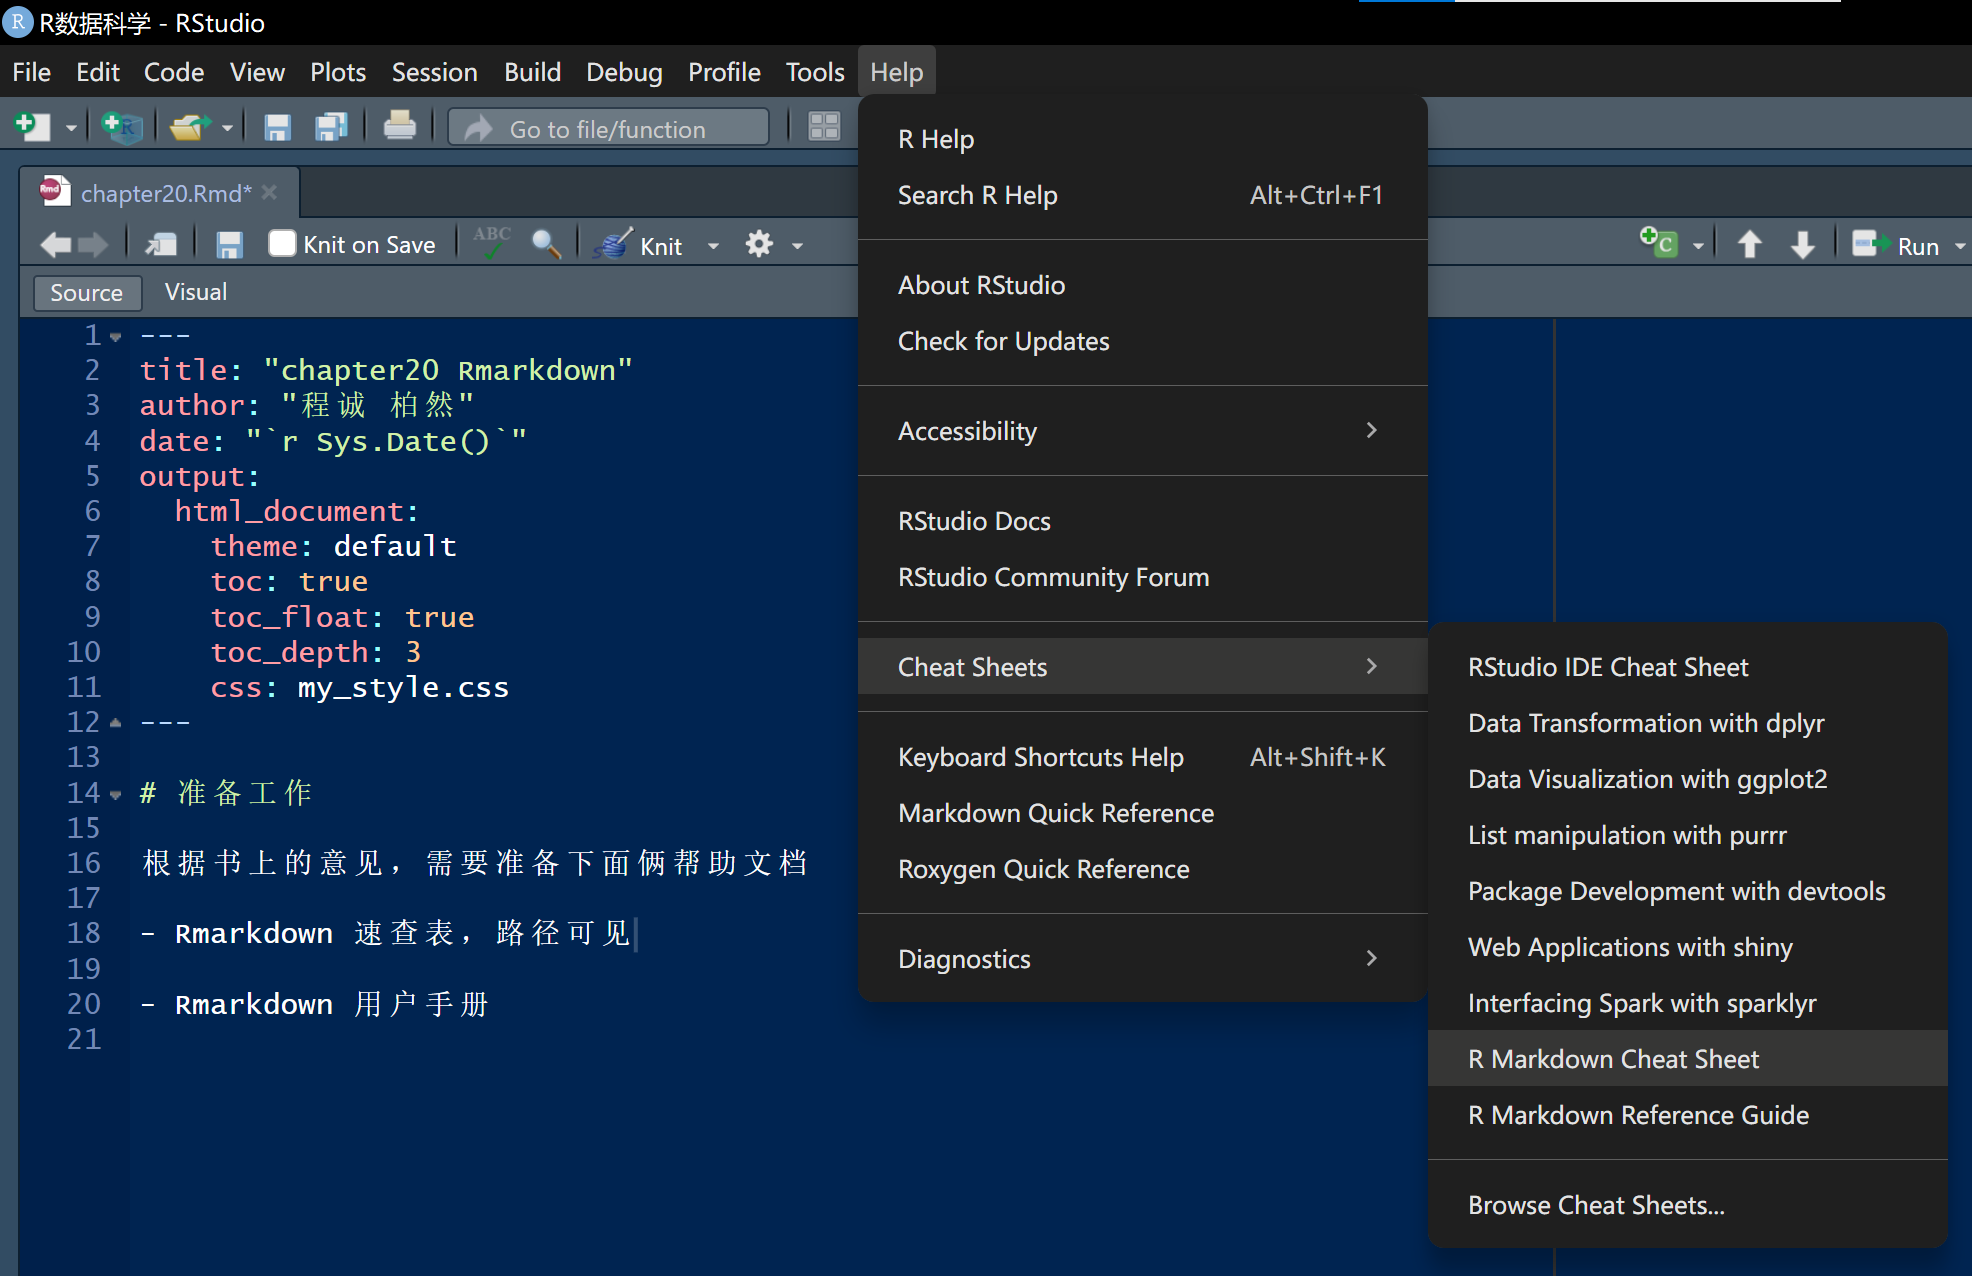 R数据科学 - RStudio
File Edit Code View Plots Session Build Debug Profile Tools Help
Go to file/function
chapter20.Rmd*
Knit on Save ABC Knit Run
Source Visual
1 ---
2 title: "chapter20 Rmarkdown"
3 author: "程诚 柏然"
4 date: "`r Sys.Date()`"
5 output:
6 html_document:
7 theme: default
8 toc: true
9 toc_float: true
10 toc_depth: 3
11 css: my_style.css
12 ---
13
14 # 准备工作
15
16 根据书上的意见，需要准备下面俩帮助文档
17
18 - Rmarkdown 速查表，路径可见
19
20 - Rmarkdown 用户手册
21
R Help
Search R Help Alt+Ctrl+F1
About RStudio
Check for Updates
Accessibility
RStudio Docs
RStudio Community Forum
Cheat Sheets
Keyboard Shortcuts Help Alt+Shift+K
Markdown Quick Reference
Roxygen Quick Reference
Diagnostics
RStudio IDE Cheat Sheet
Data Transformation with dplyr
Data Visualization with ggplot2
List manipulation with purrr
Package Development with devtools
Web Applications with shiny
Interfacing Spark with sparklyr
R Markdown Cheat Sheet
R Markdown Reference Guide
Browse Cheat Sheets...